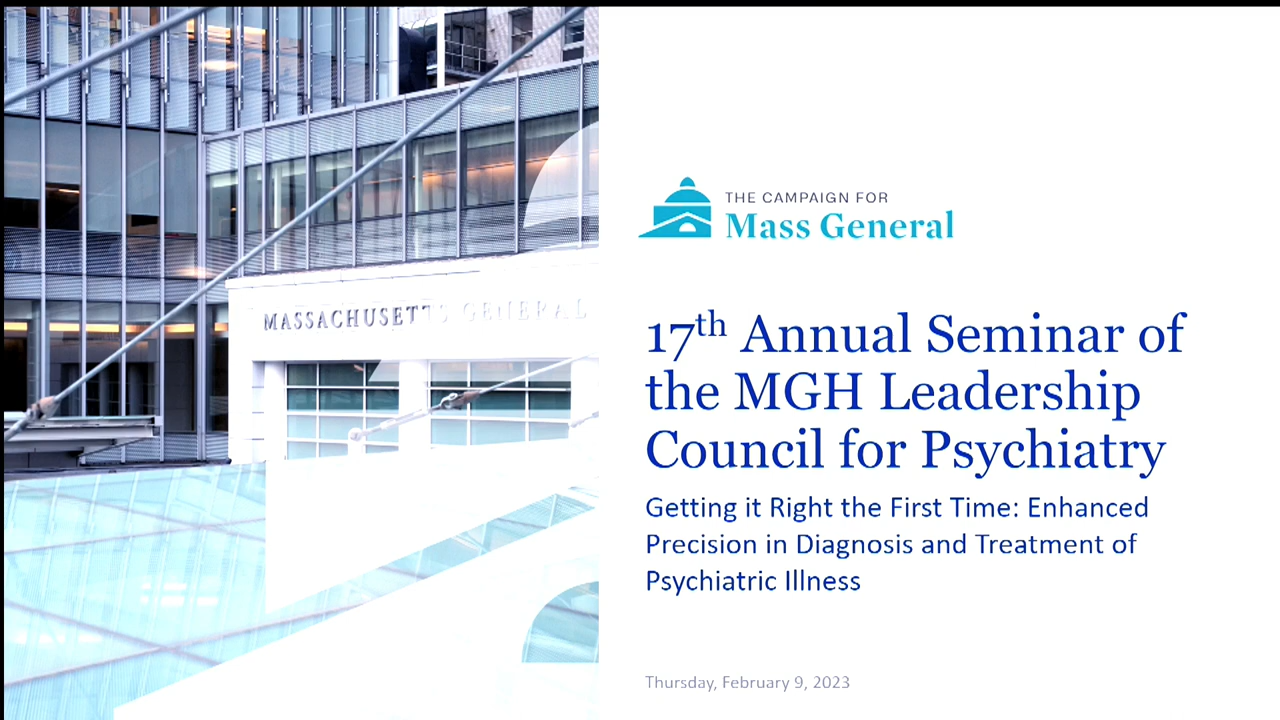 MASSACHUSETTS GENERAL
THE CAMPAIGN FOR
Mass General
17th Annual Seminar of
the MGH Leadership
Council for Psychiatry
Getting it Right the First Time: Enhanced
Precision in Diagnosis and Treatment of
Psychiatric Illness
Thursday, February 9, 2023